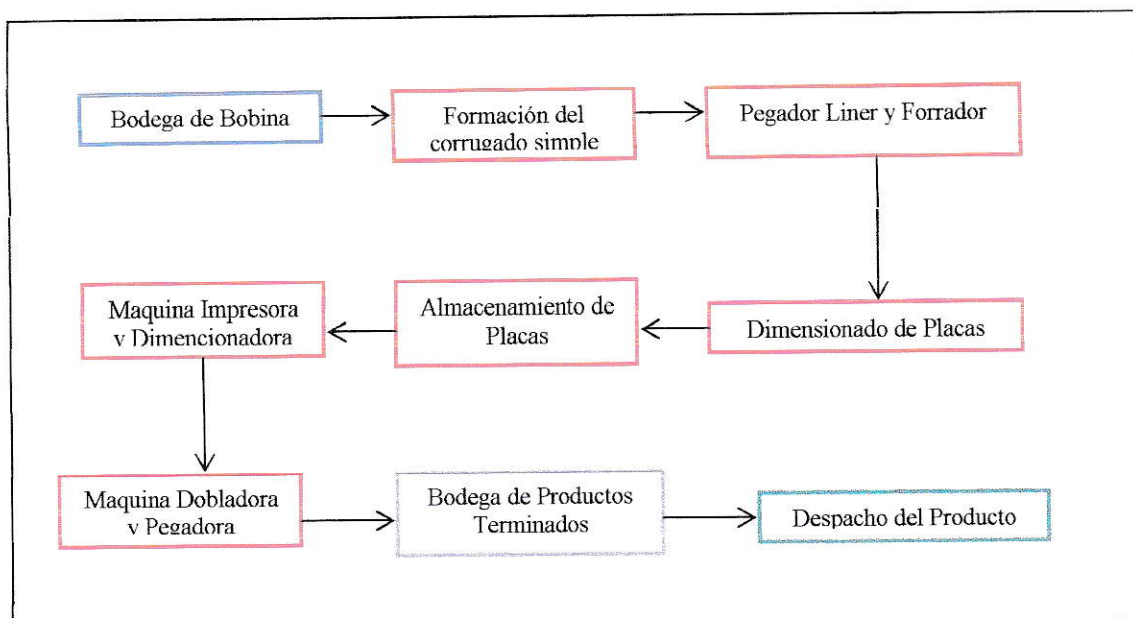 Bodega de Bobina
Formación del
corrugado simple
Pegador Liner y Forrador
Maquina Impresora
y Dimencionadora
Almacenamiento de
Placas
Dimensionado de Placas
Maquina Dobladora
y Pegadora
Bodega de Productos
Terminados
Despacho del Producto